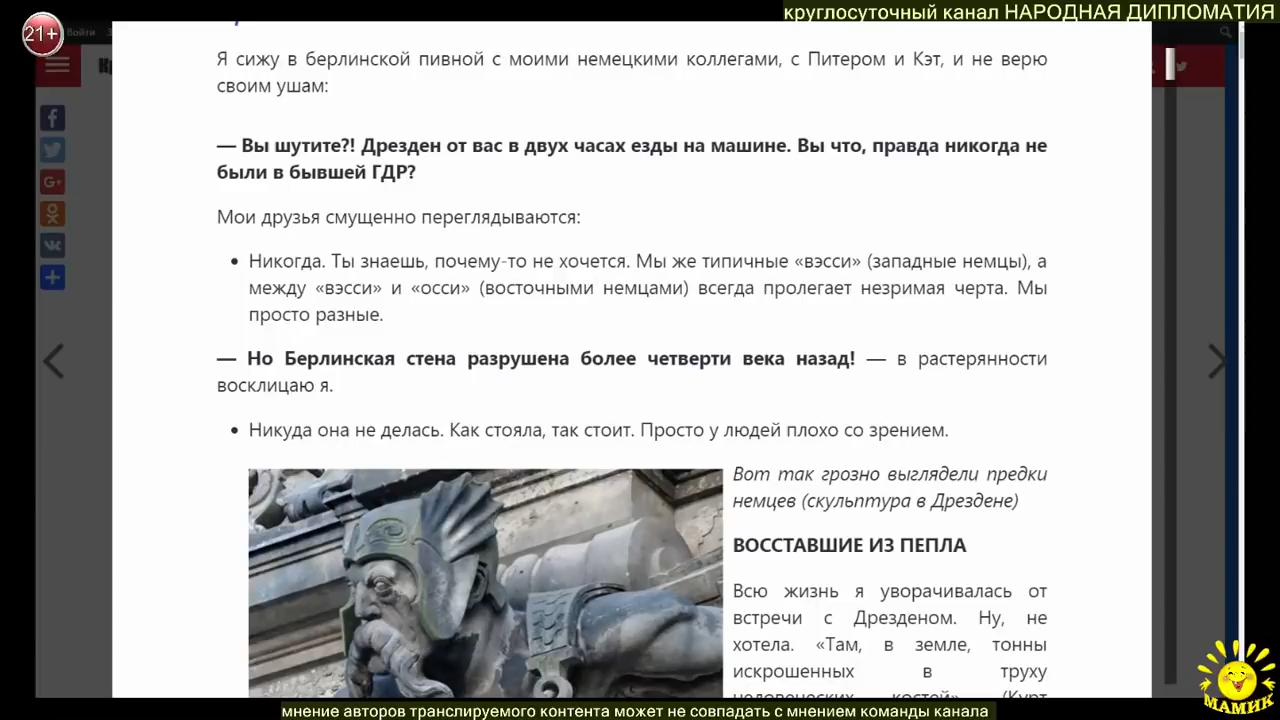 круглосуточный канал НАРОДНАЯ ДИПЛОМАТИЯ
21+
Войти
Я сижу в берлинской пивной с моими немецкими коллегами, с Питером и Кэт, и не верю
своим ушам:
— Вы шутите?! Дрезден от вас в двух часах езды на машине. Вы что, правда никогда не
были в бывшей ГДР?
Мои друзья смущенно переглядываются:
• Никогда. Ты знаешь, почему-то не хочется. Мы же типичные «вэсси» (западные немцы), а
между «вэсси» и «осси» (восточными немцами) всегда пролегает незримая черта. Мы
просто разные.
— Но Берлинская стена разрушена более четверти века назад! — в растерянности
восклицаю я.
• Никуда она не делась. Как стояла, так стоит. Просто у людей плохо со зрением.
Вот так грозно выглядели предки
немцев (скульптура в Дрездене)
ВОССТАВШИЕ ИЗ ПЕПЛА
Всю жизнь я уворачивалась от
встречи с Дрезденом. Ну, не
хотела. «Там, в земле, тонны
искрошенных в труху
человеческих костей» (Курт
МАМИК
мнение авторов транслируемого контента может не совпадать с мнением команды канала